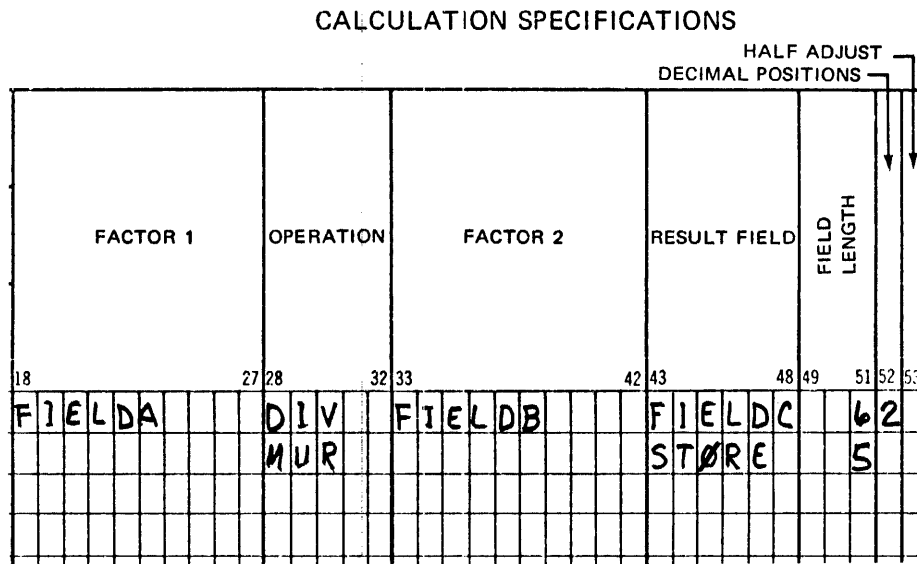 CALCULATION SPECIFICATIONS
HALF ADJUST
DECIMAL POSITIONS
FACTOR 1 OPERATION FACTOR 2 RESULT FIELD FIELD LENGTH
18 27 28 32 33 42 43 48 49 51 52 53
FIELDA DIV FIELDB FIELDC 6 2
MUR STØRE 5